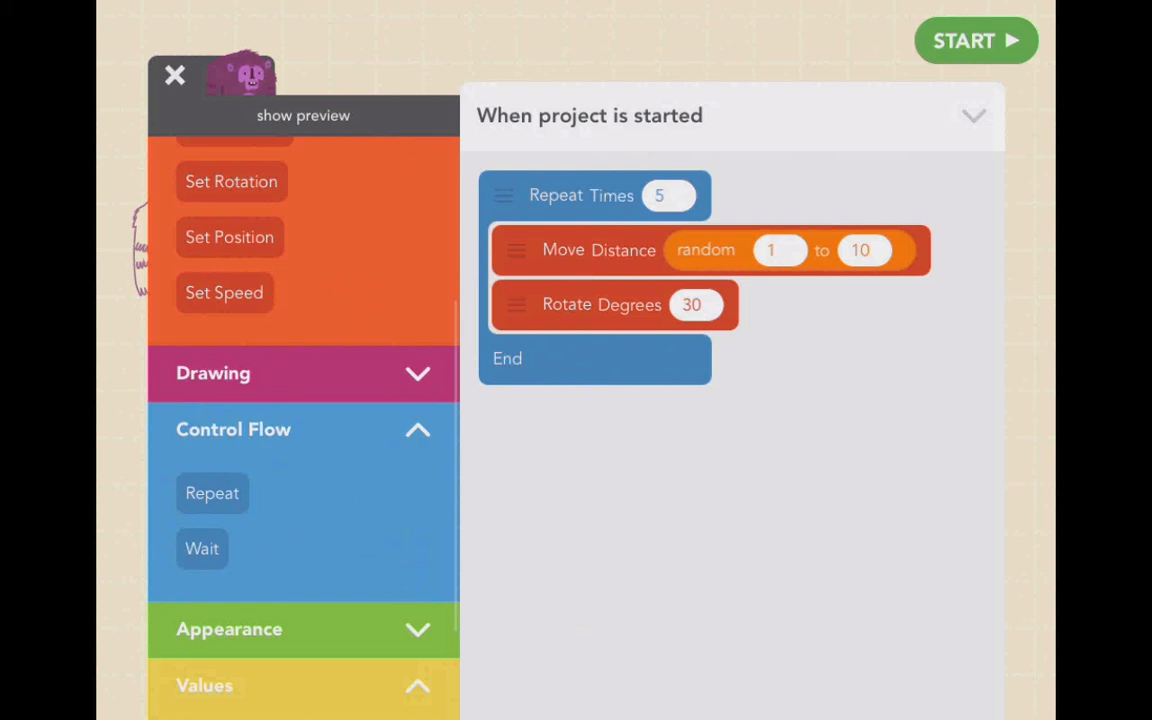 START
show preview
When project is started
Set Rotation
Set Position
Set Speed
Drawing
Control Flow
Repeat
Wait
Appearance
Values
Repeat Times 5
Move Distance random 1 to 10
Rotate Degrees 30
End